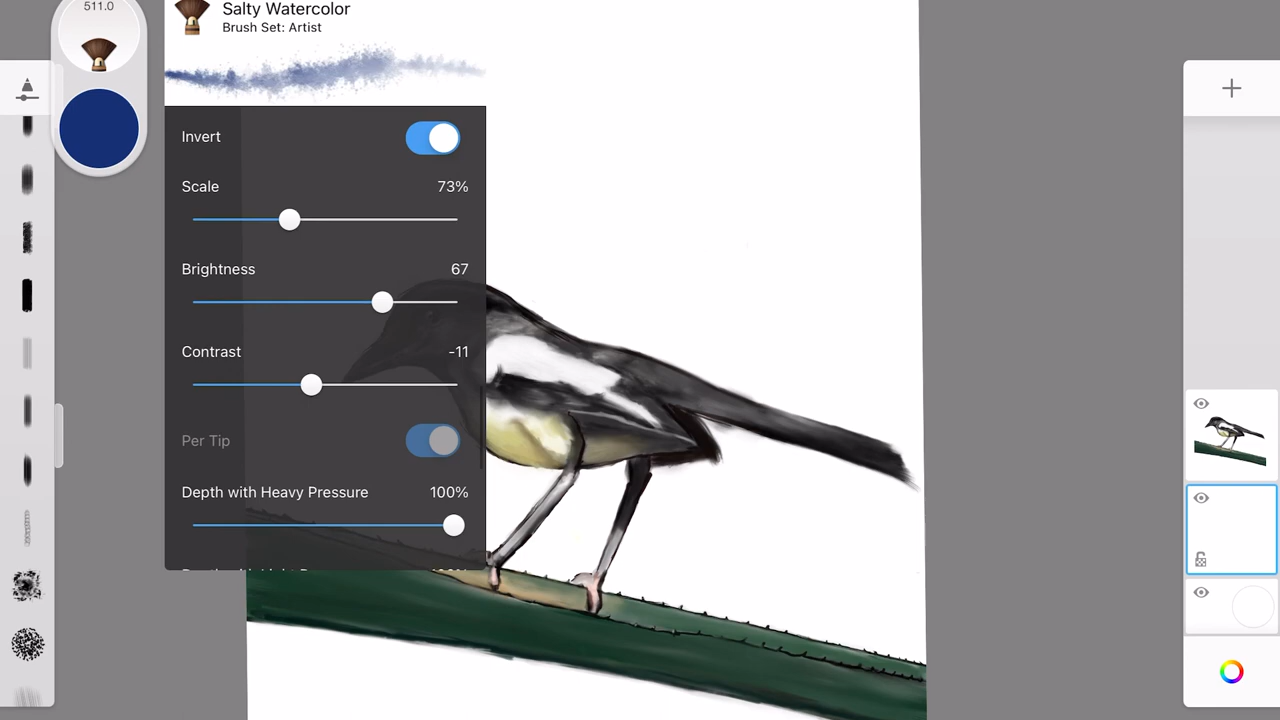 511.0
Salty Watercolor
Brush Set: Artist
Invert
Scale 73%
Brightness 67
Contrast -11
Per Tip
Depth with Heavy Pressure 100%